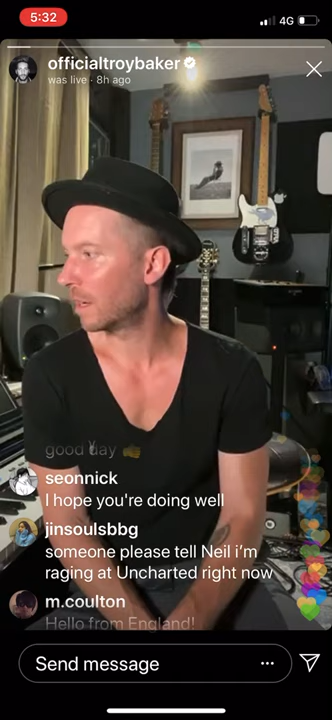 5:32
4G
officialtroybaker
was live · 8h ago
good day
seonnick
I hope you're doing well
jinsoulsbbg
someone please tell Neil i'm
raging at Uncharted right now
m.coulton
Hello from England!
Send message